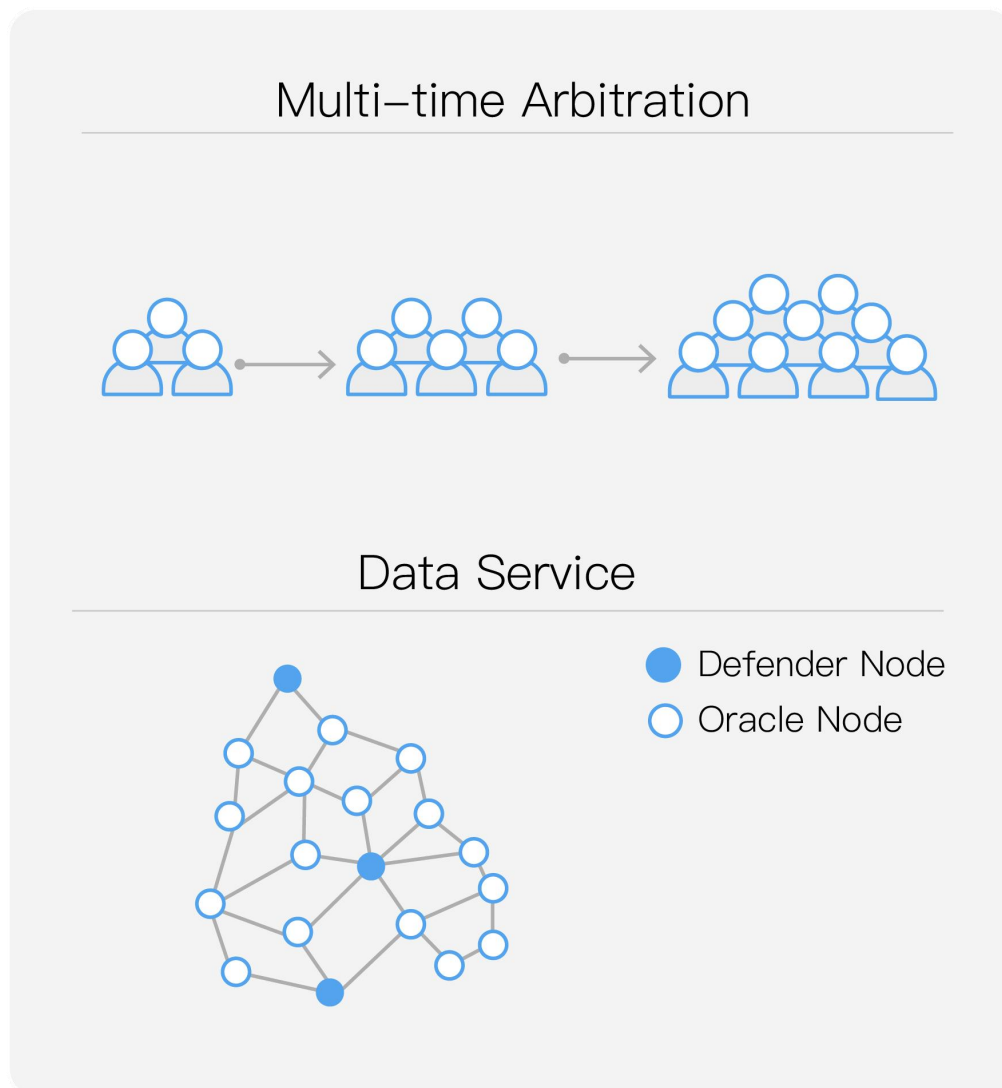 Multi-time Arbitration
Data Service
Defender Node
Oracle Node